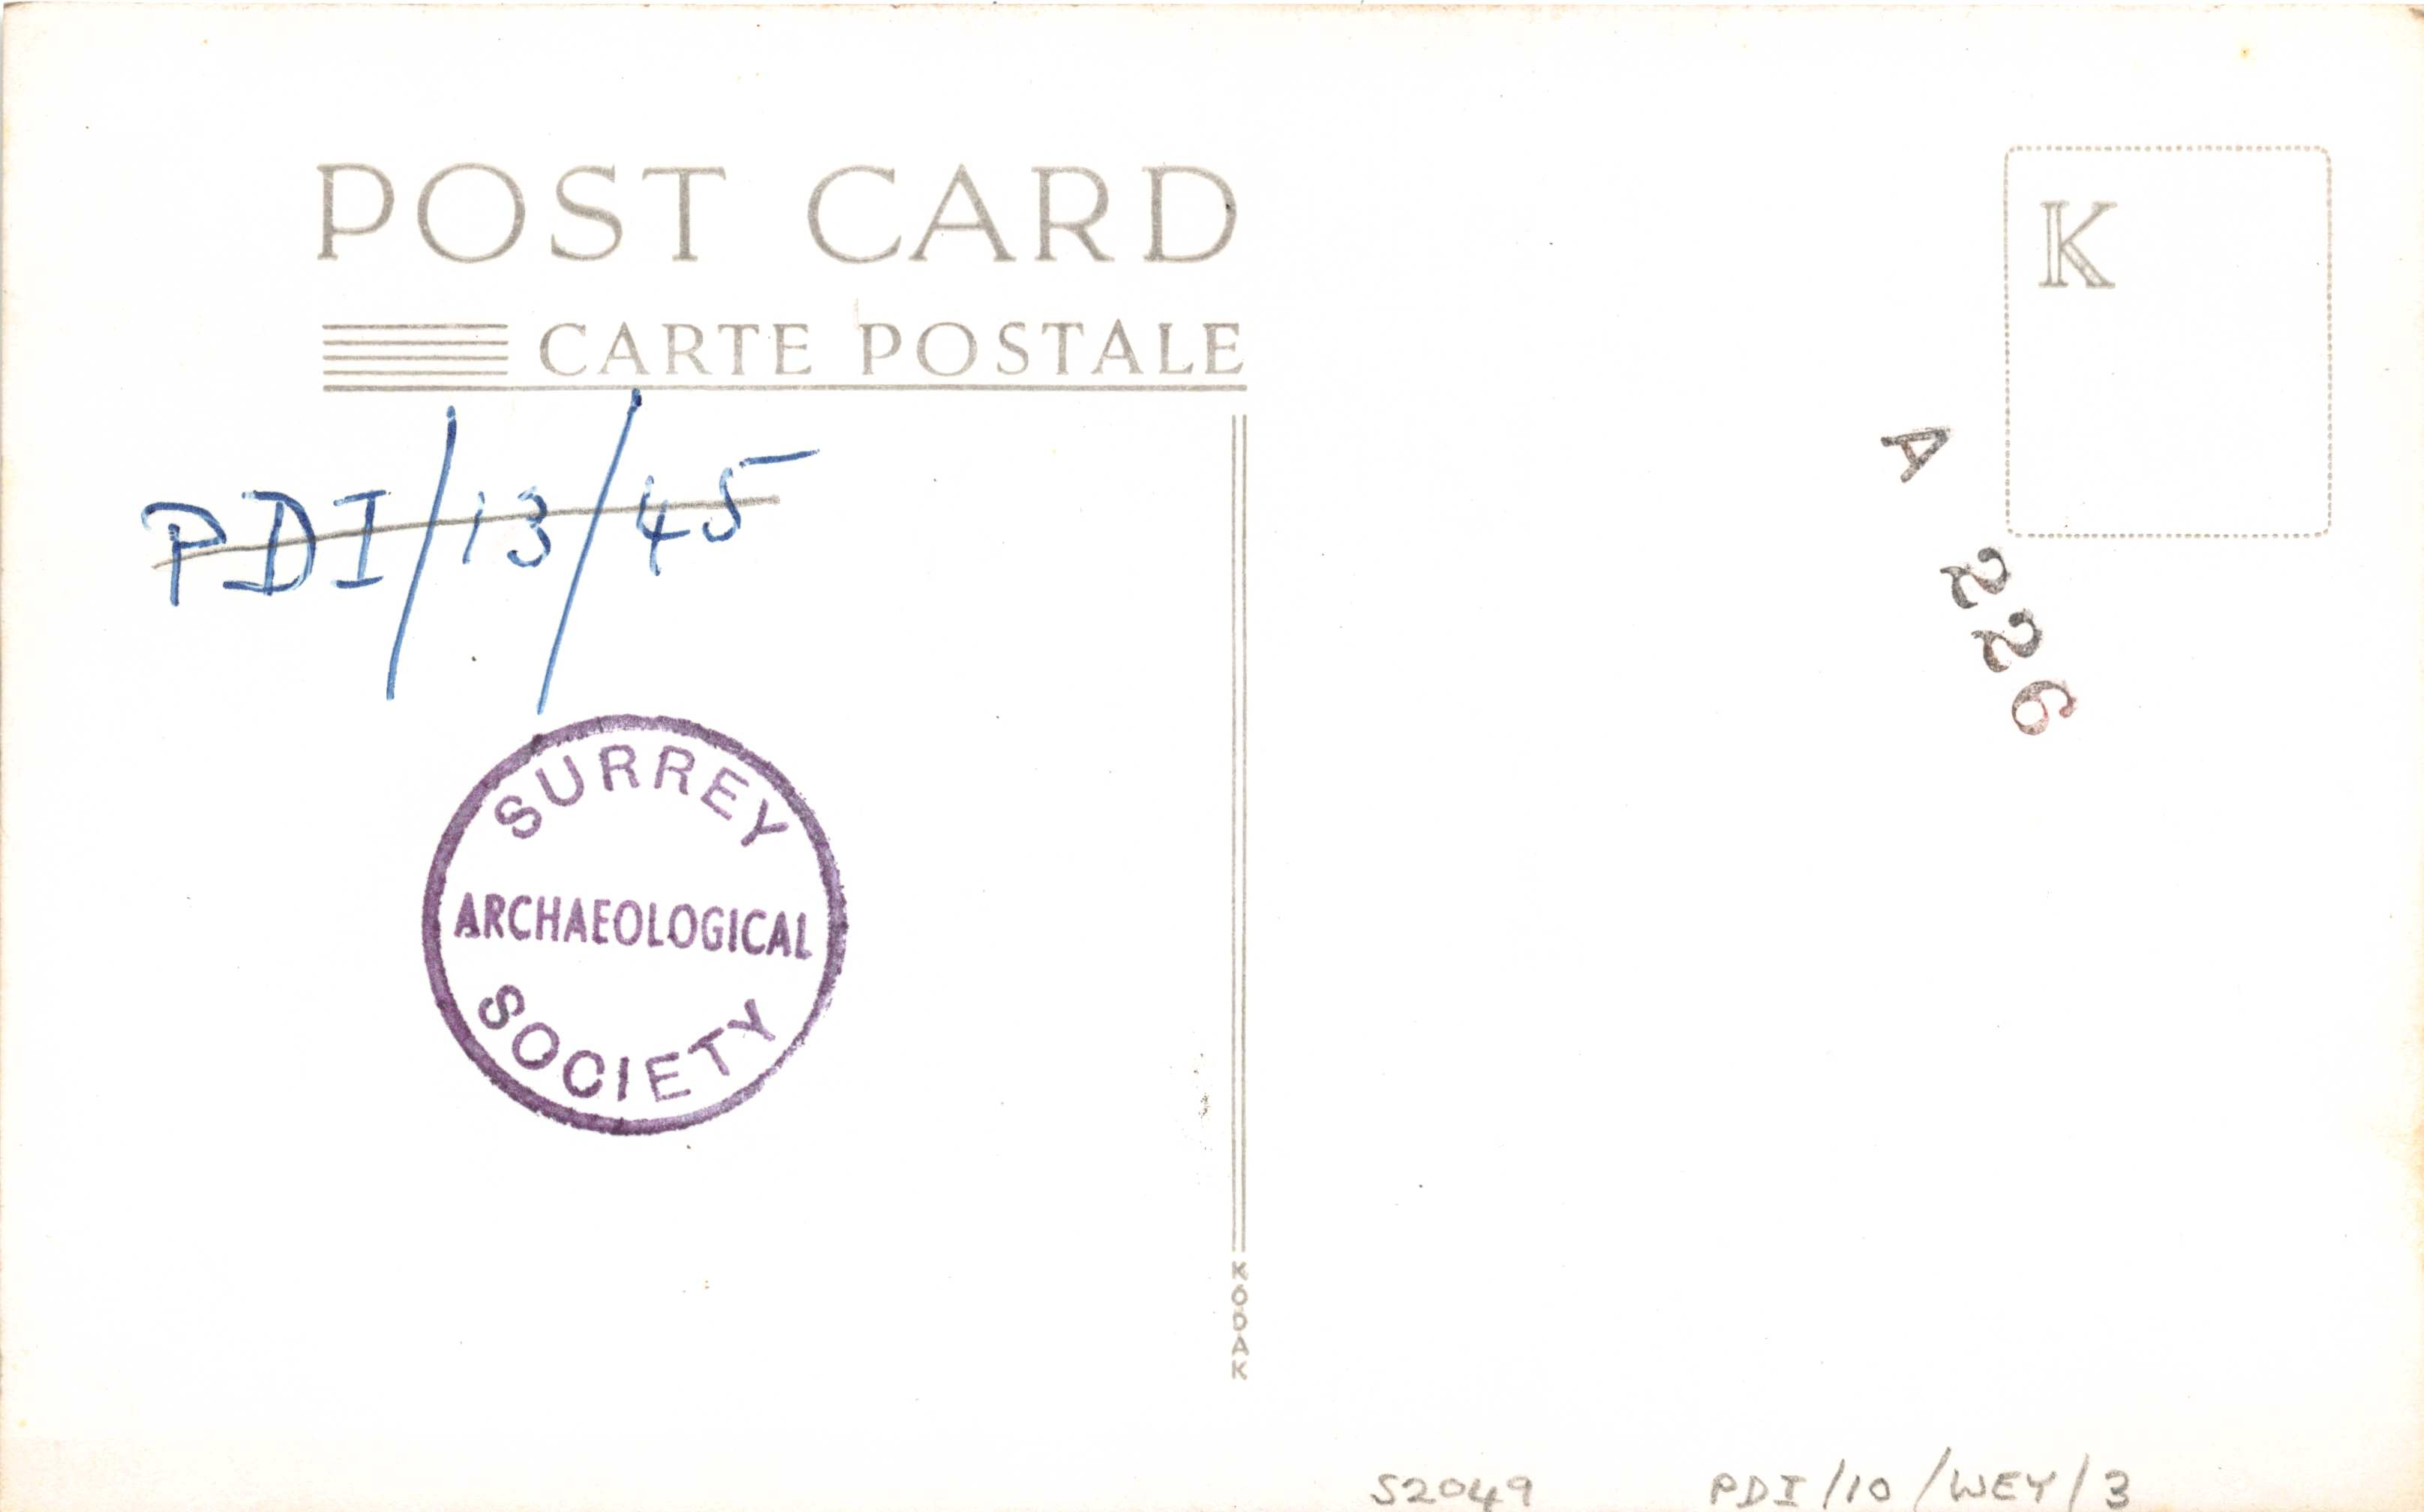 POST CARD
CARTE POSTALE
K
PDI/13/45
A 226
SURREY
ARCHAEOLOGICAL
SOCIETY
KODAK
S2049 PDI/10/WEY/3